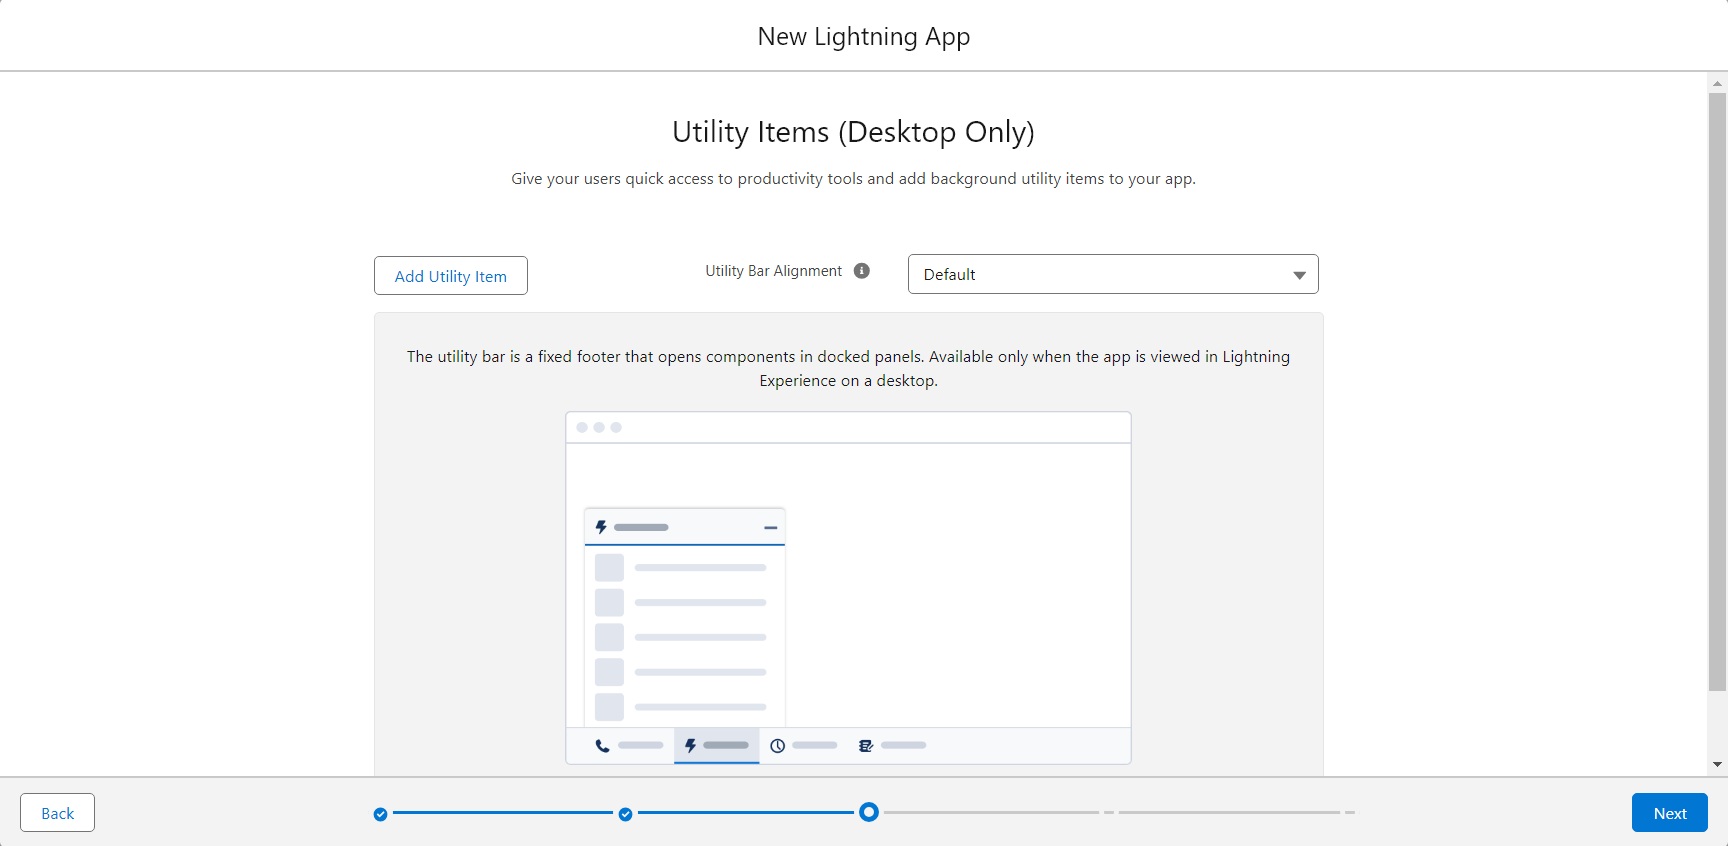 New Lightning App
Utility Items (Desktop Only)
Give your users quick access to productivity tools and add background utility items to your app.
Add Utility Item
Utility Bar Alignment
Default
The utility bar is a fixed footer that opens components in docked panels. Available only when the app is viewed in Lightning
Experience on a desktop.
Back
Next